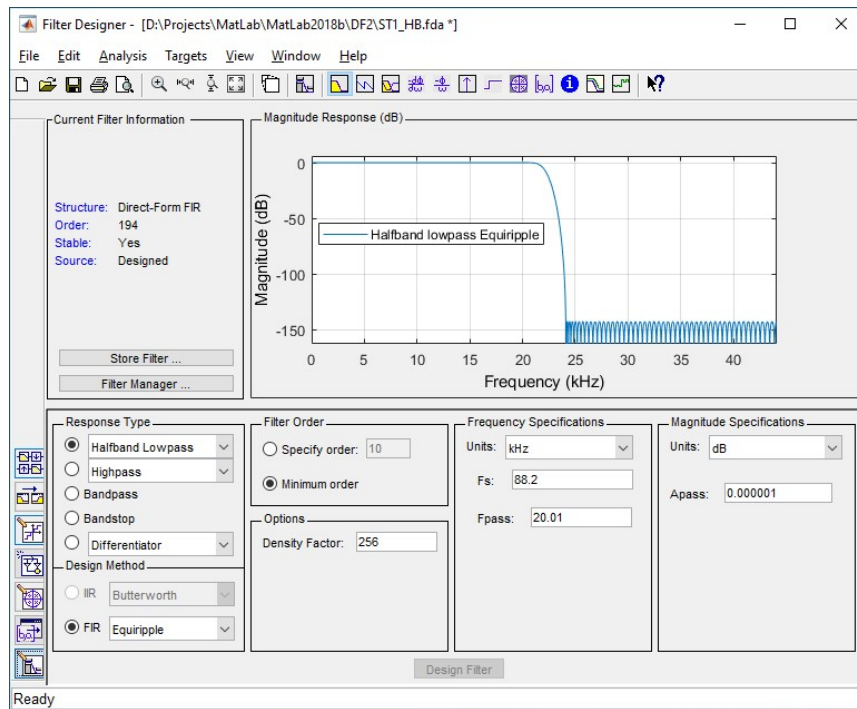 Filter Designer - [D:\Projects\MatLab\MatLab2018b\DF2\ST1_HB.fda *]
File Edit Analysis Targets View Window Help
Current Filter Information
Structure: Direct-Form FIR
Order: 194
Stable: Yes
Source: Designed
Store Filter ...
Filter Manager ...
Magnitude Response (dB)
Magnitude (dB)
0
-50
-100
-150
Halfband lowpass Equiripple
0 5 10 15 20 25 30 35 40
Frequency (kHz)
Response Type
Halfband Lowpass
Highpass
Bandpass
Bandstop
Differentiator
Design Method
IIR Butterworth
FIR Equiripple
Filter Order
Specify order: 10
Minimum order
Options
Density Factor: 256
Frequency Specifications
Units: kHz
Fs: 88.2
Fpass: 20.01
Magnitude Specifications
Units: dB
Apass: 0.000001
Design Filter
Ready